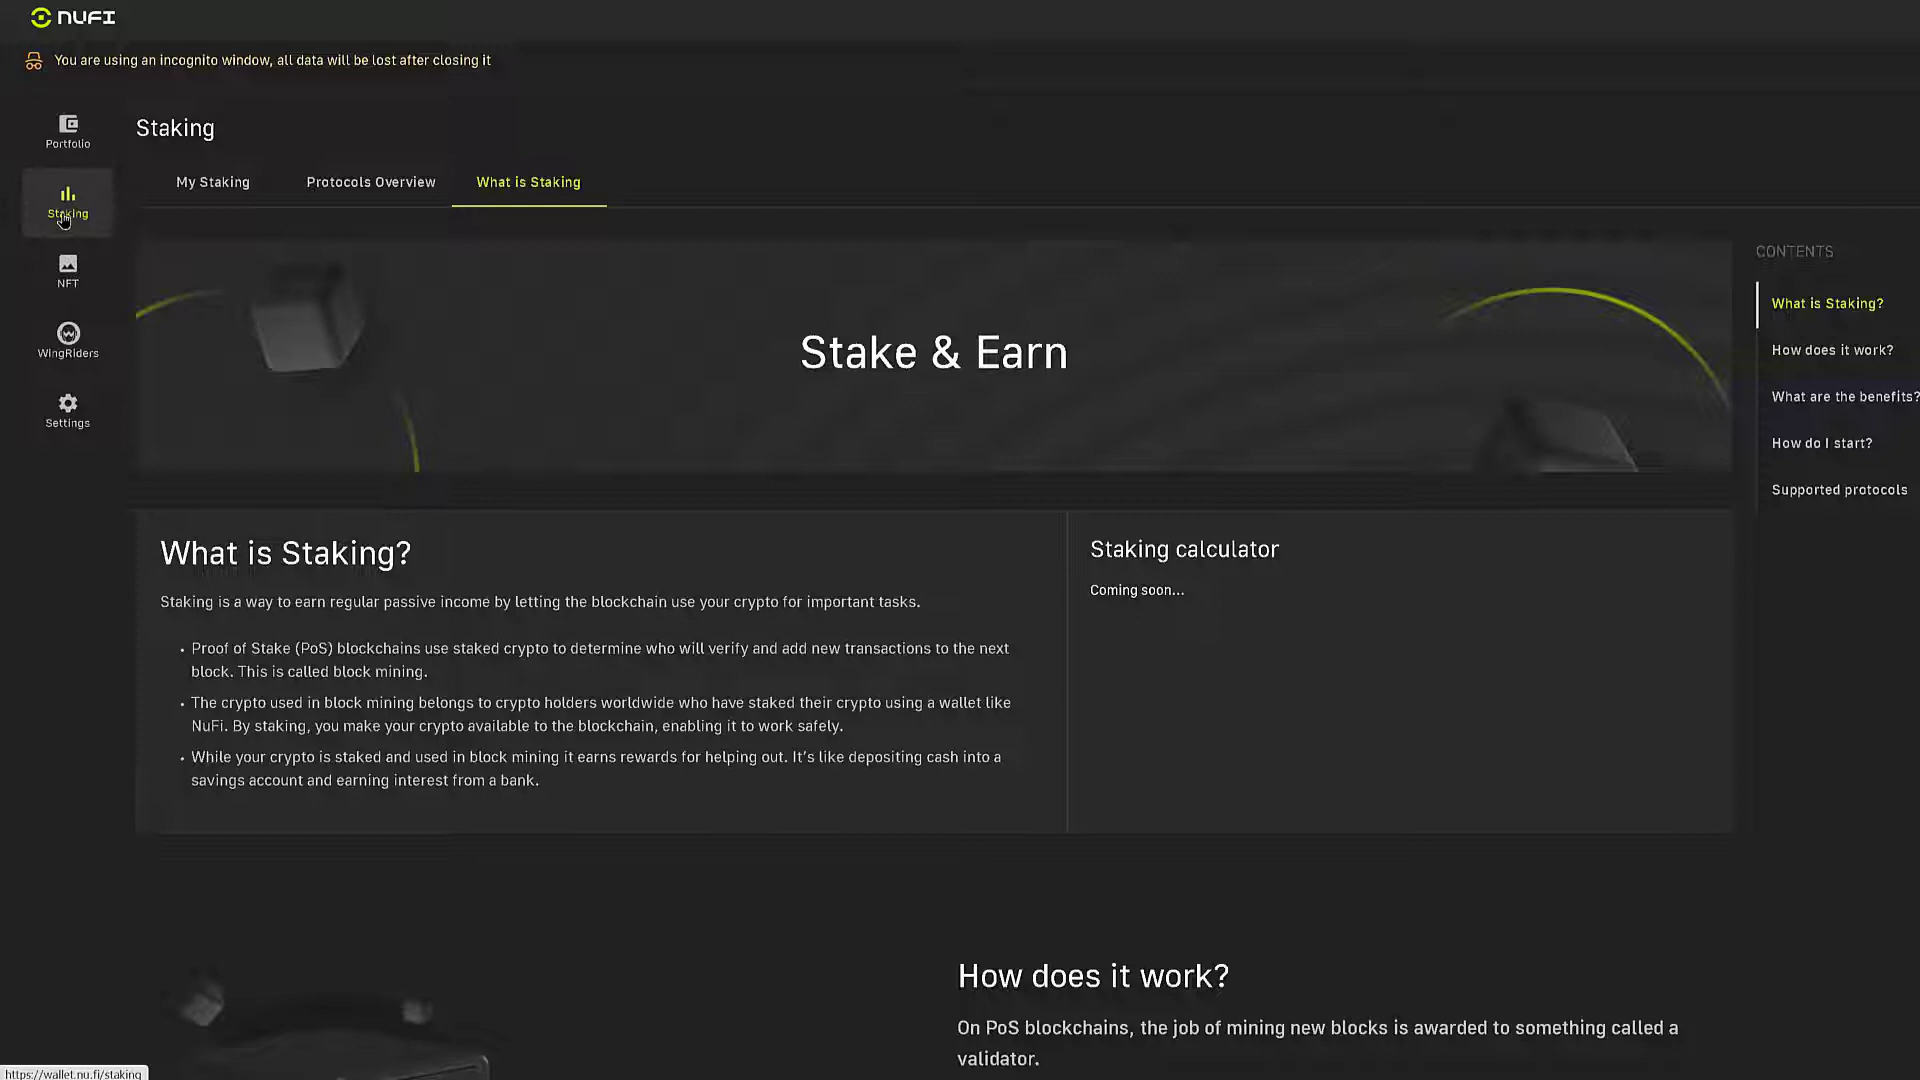 NUFI
You are using an incognito window, all data will be lost after closing it
Portfolio
Staking
NFT
WingRiders
Settings
Staking
My Staking
Protocols Overview
What is Staking
Stake & Earn
CONTENTS
What is Staking?
How does it work?
What are the benefits?
How do I start?
Supported protocols
What is Staking?
Staking is a way to earn regular passive income by letting the blockchain use your crypto for important tasks.
• Proof of Stake (PoS) blockchains use staked crypto to determine who will verify and add new transactions to the next
block. This is called block mining.
• The crypto used in block mining belongs to crypto holders worldwide who have staked their crypto using a wallet like
NuFi. By staking, you make your crypto available to the blockchain, enabling it to work safely.
• While your crypto is staked and used in block mining it earns rewards for helping out. It's like depositing cash into a
savings account and earning interest from a bank.
Staking calculator
Coming soon...
How does it work?
On PoS blockchains, the job of mining new blocks is awarded to something called a
validator.
https://wallet.nu.fi/staking